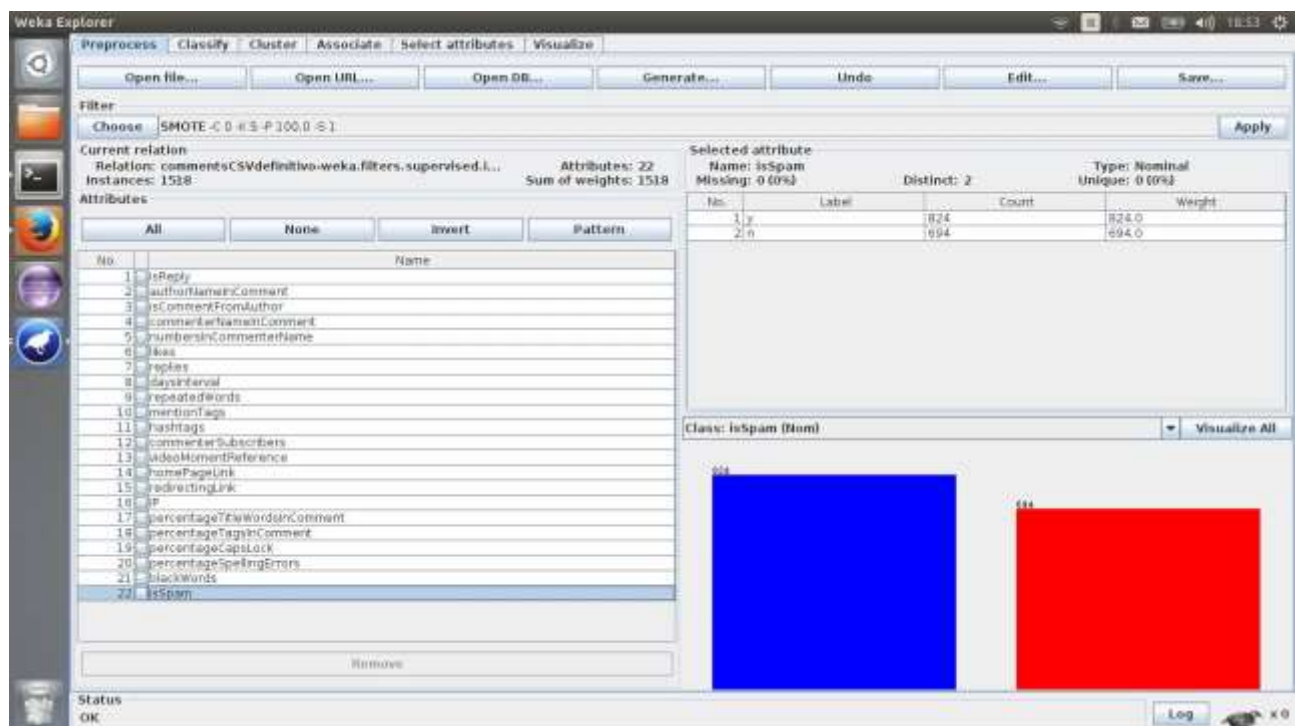 Weka Explorer
18:53
Preprocess Classify Cluster Associate Select attributes Visualize
Open file... Open URL... Open DB... Generate... Undo Edit... Save...
Filter
Choose SMOTE -C 0 -K 5 -P 100.0 -S 1 Apply
Current relation
Relation: commentsCSVdefinitivo-weka.filters.supervised.i... Attributes: 22
Instances: 1518 Sum of weights: 1518
Attributes
All None Invert Pattern
No. Name
1 isReply
2 authorNameInComment
3 isCommentFromAuthor
4 commenterNameInComment
5 numbersInCommenterName
6 likes
7 replies
8 daysInterval
9 repeatedWords
10 mentionTags
11 hashtags
12 commenterSubscribers
13 videoMomentReference
14 homePageLink
15 redirectingLink
16 IP
17 percentageTitleWordsInComment
18 percentageTagsInComment
19 percentageCapsLock
20 percentageSpellingErrors
21 blackWords
22 isSpam
Remove
Selected attribute
Name: isSpam Type: Nominal
Missing: 0 (0%) Distinct: 2 Unique: 0 (0%)
No. Label Count Weight
1 y 824 824.0
2 n 694 694.0
Class: isSpam (Nom) Visualize All
824
694
Status
OK
Log x 0